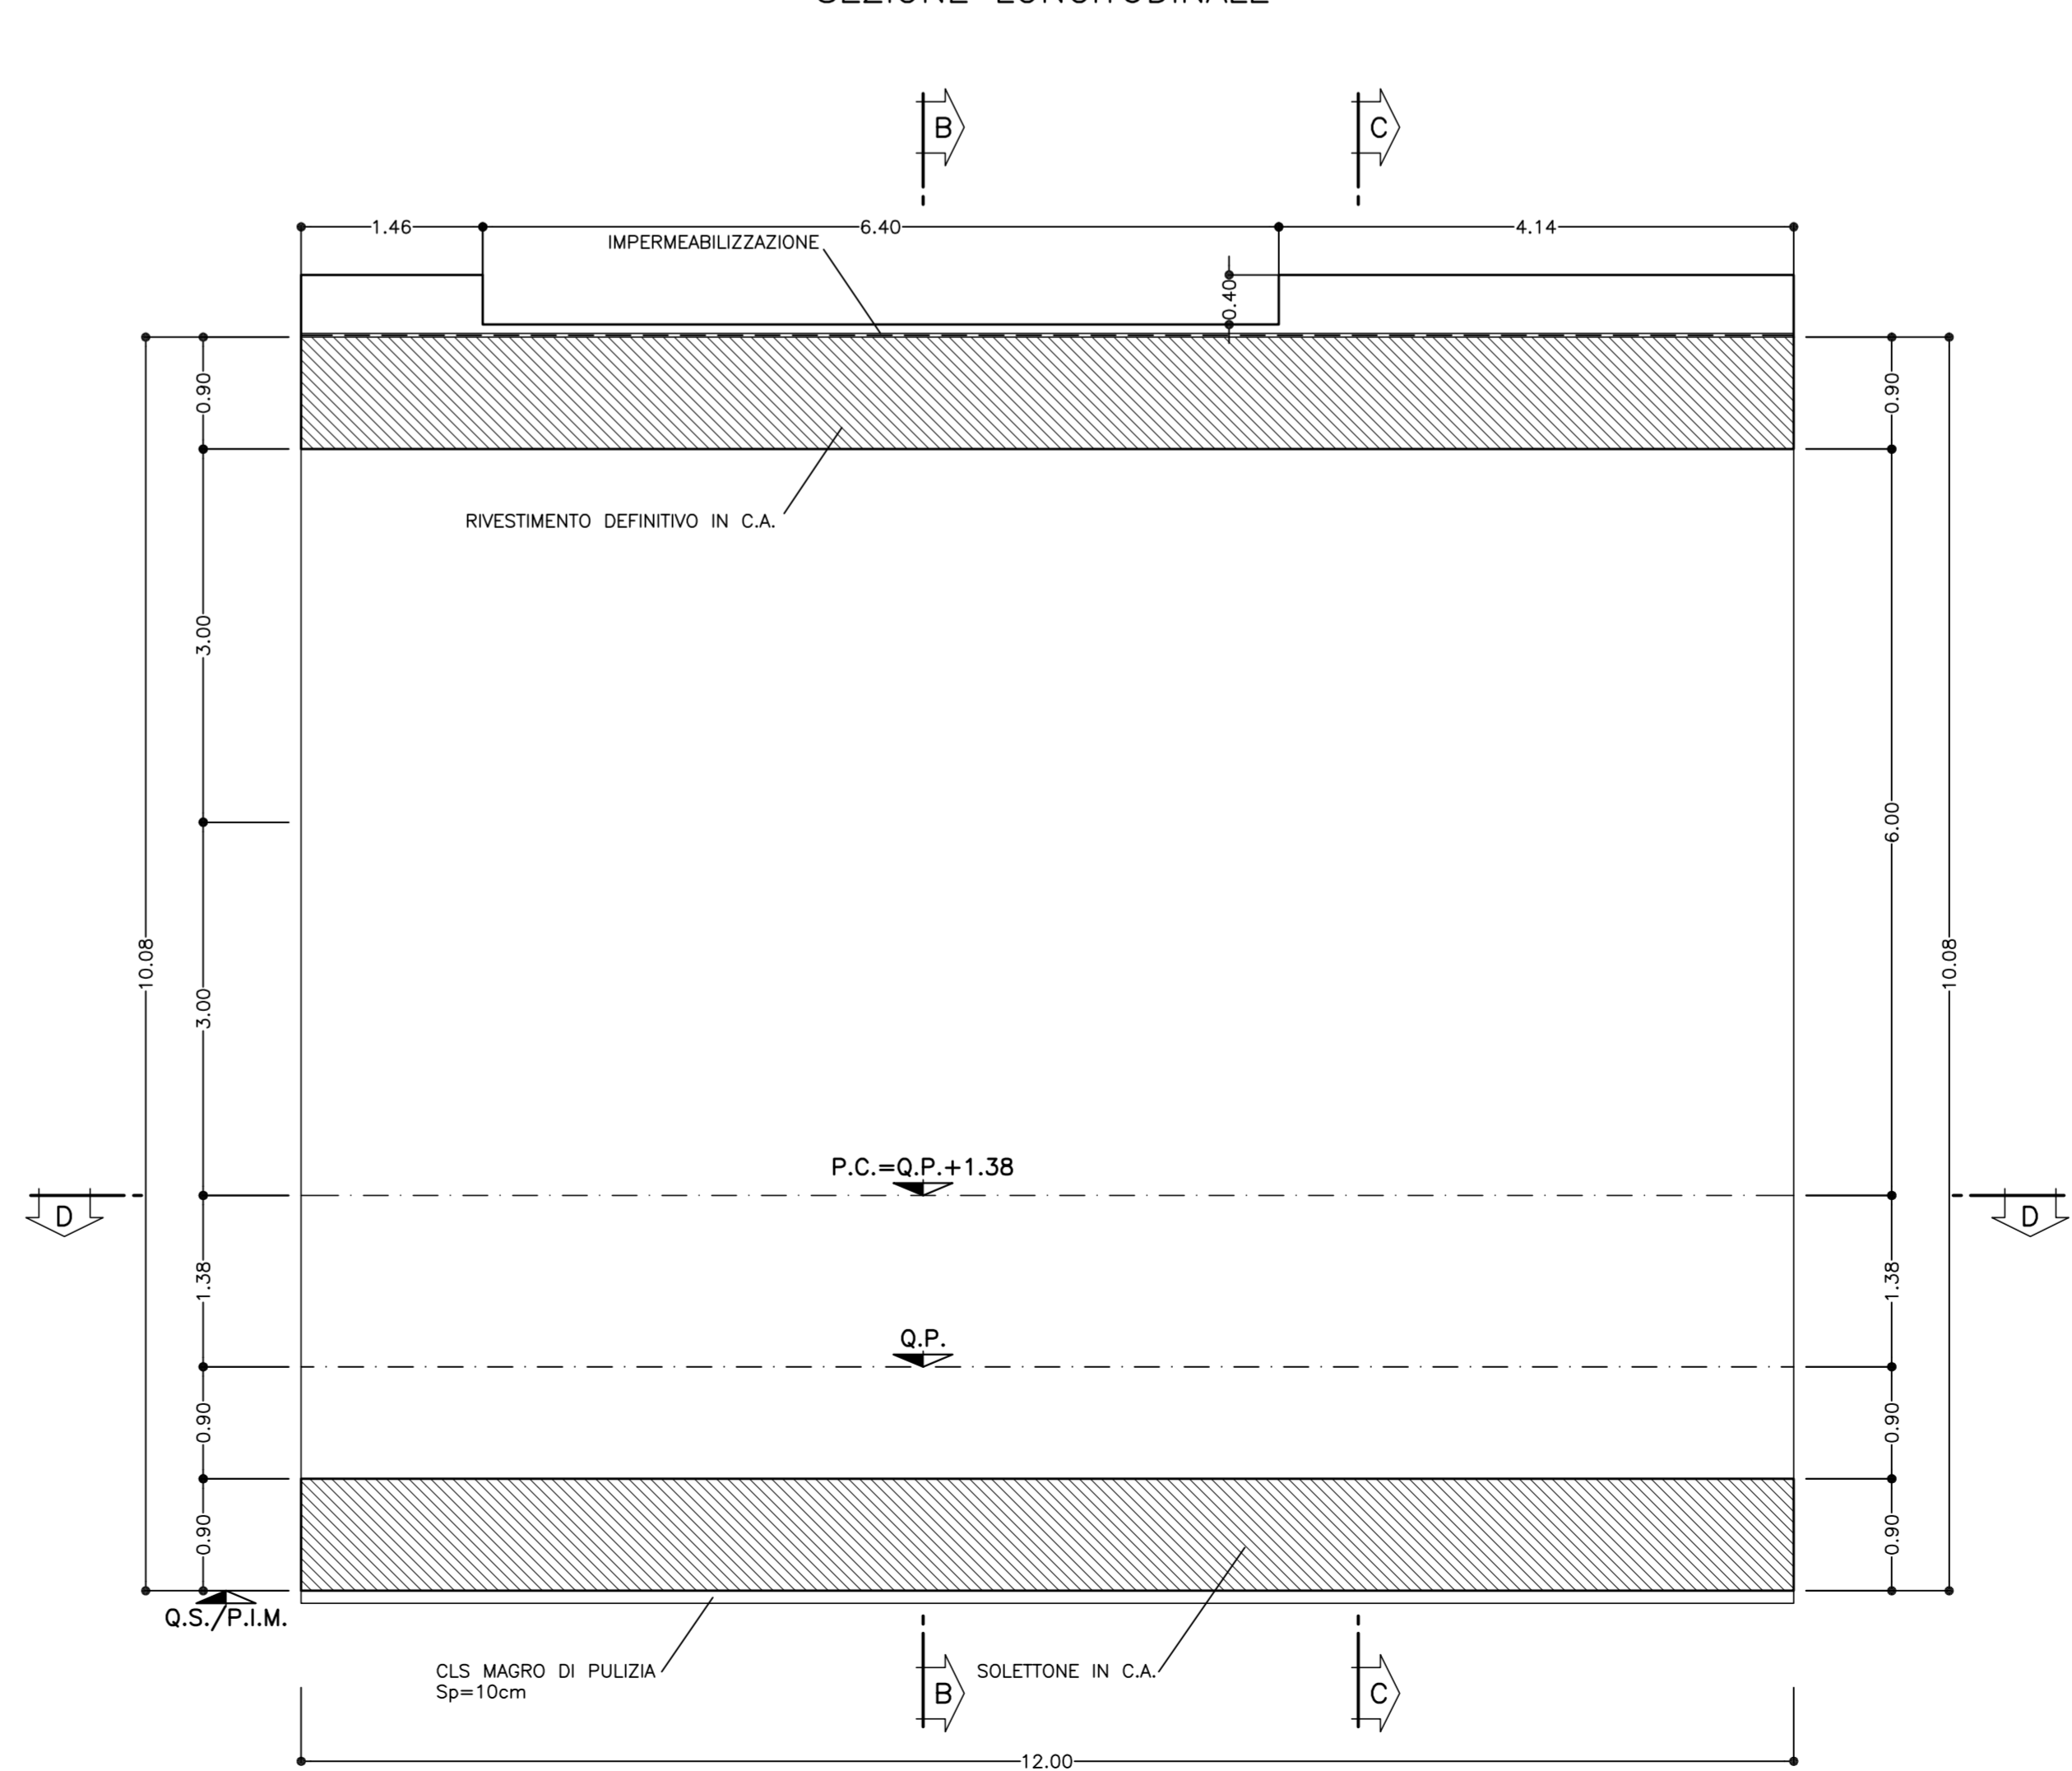 SEZIONE LONGITUDINALE
B
C
1.46
6.40
4.14
IMPERMEABILIZZAZIONE
0.40
0.90
0.90
RIVESTIMENTO DEFINITIVO IN C.A.
3.00
6.00
10.08
10.08
3.00
P.C.=Q.P.+1.38
D
D
1.38
1.38
Q.P.
0.90
0.90
0.90
0.90
Q.S./P.I.M.
CLS MAGRO DI PULIZIA
Sp=10cm
SOLETTONE IN C.A.
B
C
12.00